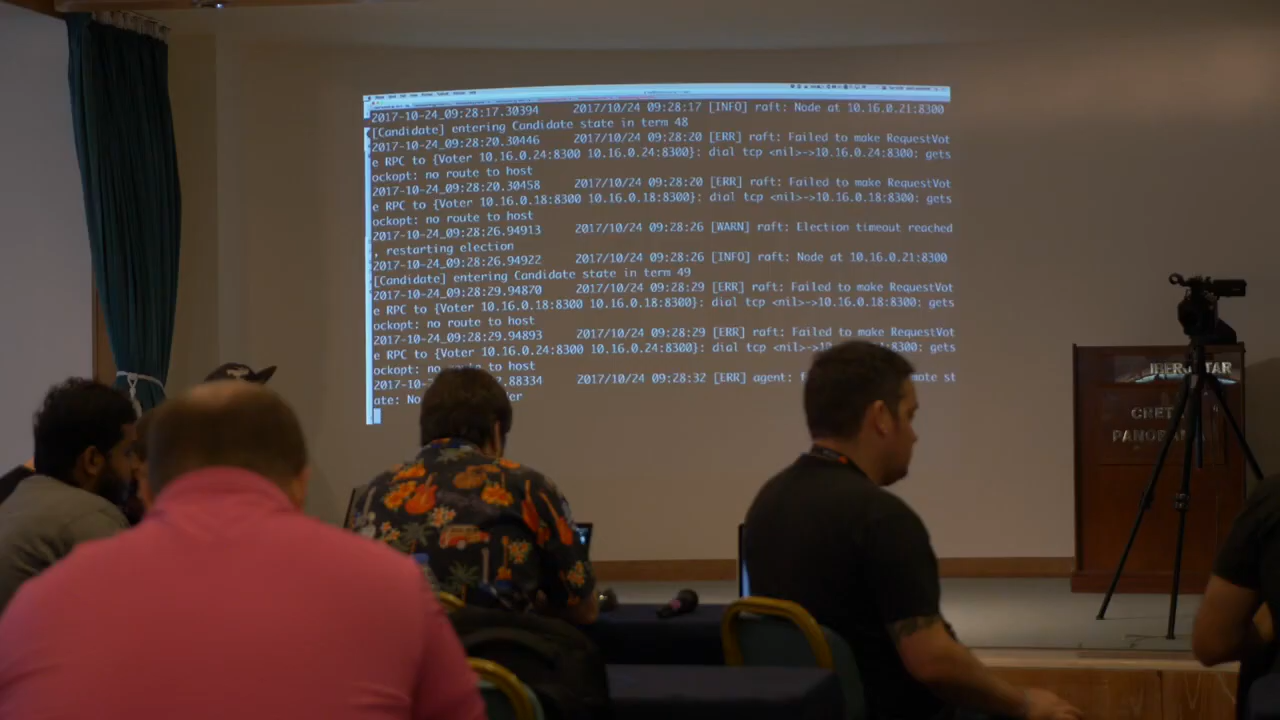 2017-10-24_09:28:17.30394 2017/10/24 09:28:17 [INFO] raft: Node at 10.16.0.21:8300
[Candidate] entering Candidate state in term 48
2017-10-24_09:28:20.30446 2017/10/24 09:28:20 [ERR] raft: Failed to make RequestVot
e RPC to {Voter 10.16.0.24:8300 10.16.0.24:8300}: dial tcp <nil>->10.16.0.24:8300: gets
ockopt: no route to host
2017-10-24_09:28:20.30458 2017/10/24 09:28:20 [ERR] raft: Failed to make RequestVot
e RPC to {Voter 10.16.0.18:8300 10.16.0.18:8300}: dial tcp <nil>->10.16.0.18:8300: gets
ockopt: no route to host
2017-10-24_09:28:26.94913 2017/10/24 09:28:26 [WARN] raft: Election timeout reached
, restarting election
2017-10-24_09:28:26.94922 2017/10/24 09:28:26 [INFO] raft: Node at 10.16.0.21:8300
[Candidate] entering Candidate state in term 49
2017-10-24_09:28:29.94870 2017/10/24 09:28:29 [ERR] raft: Failed to make RequestVot
e RPC to {Voter 10.16.0.18:8300 10.16.0.18:8300}: dial tcp <nil>->10.16.0.18:8300: gets
ockopt: no route to host
2017-10-24_09:28:29.94893 2017/10/24 09:28:29 [ERR] raft: Failed to make RequestVot
e RPC to {Voter 10.16.0.24:8300 10.16.0.24:8300}: dial tcp <nil>->10.16.0.24:8300: gets
ockopt: no route to host
2017-10- .88334 2017/10/24 09:28:32 [ERR] agent: mote st
ate: No
IBEROSTAR
PANORAMA